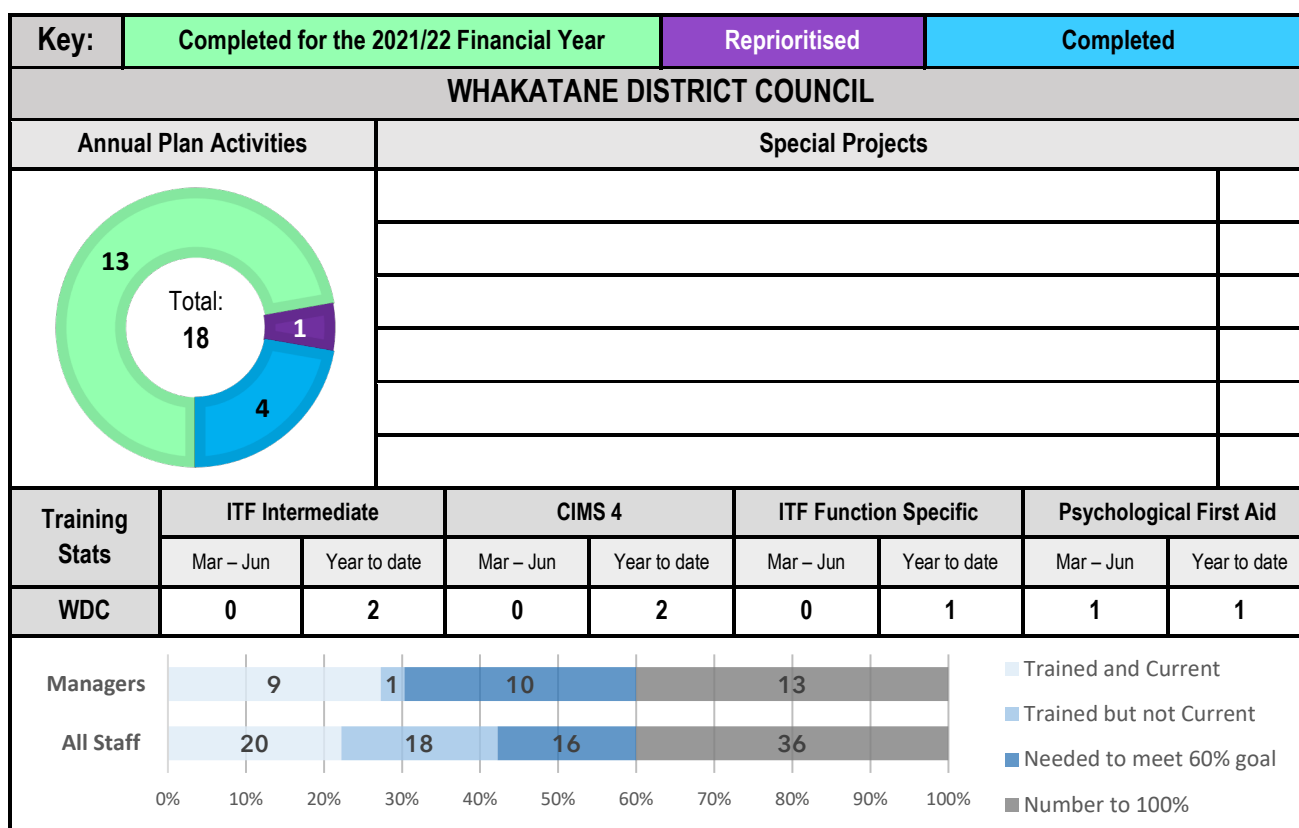 Key: Completed for the 2021/22 Financial Year Reprioritised Completed
WHAKATANE DISTRICT COUNCIL
Annual Plan Activities Special Projects
13
Total:
18
1
4
Training Stats ITF Intermediate CIMS 4 ITF Function Specific Psychological First Aid
Mar – Jun Year to date Mar – Jun Year to date Mar – Jun Year to date Mar – Jun Year to date
WDC 0 2 0 2 0 1 1 1
Managers 9 1 10 13
All Staff 20 18 16 36
0% 10% 20% 30% 40% 50% 60% 70% 80% 90% 100%
Trained and Current
Trained but not Current
Needed to meet 60% goal
Number to 100%